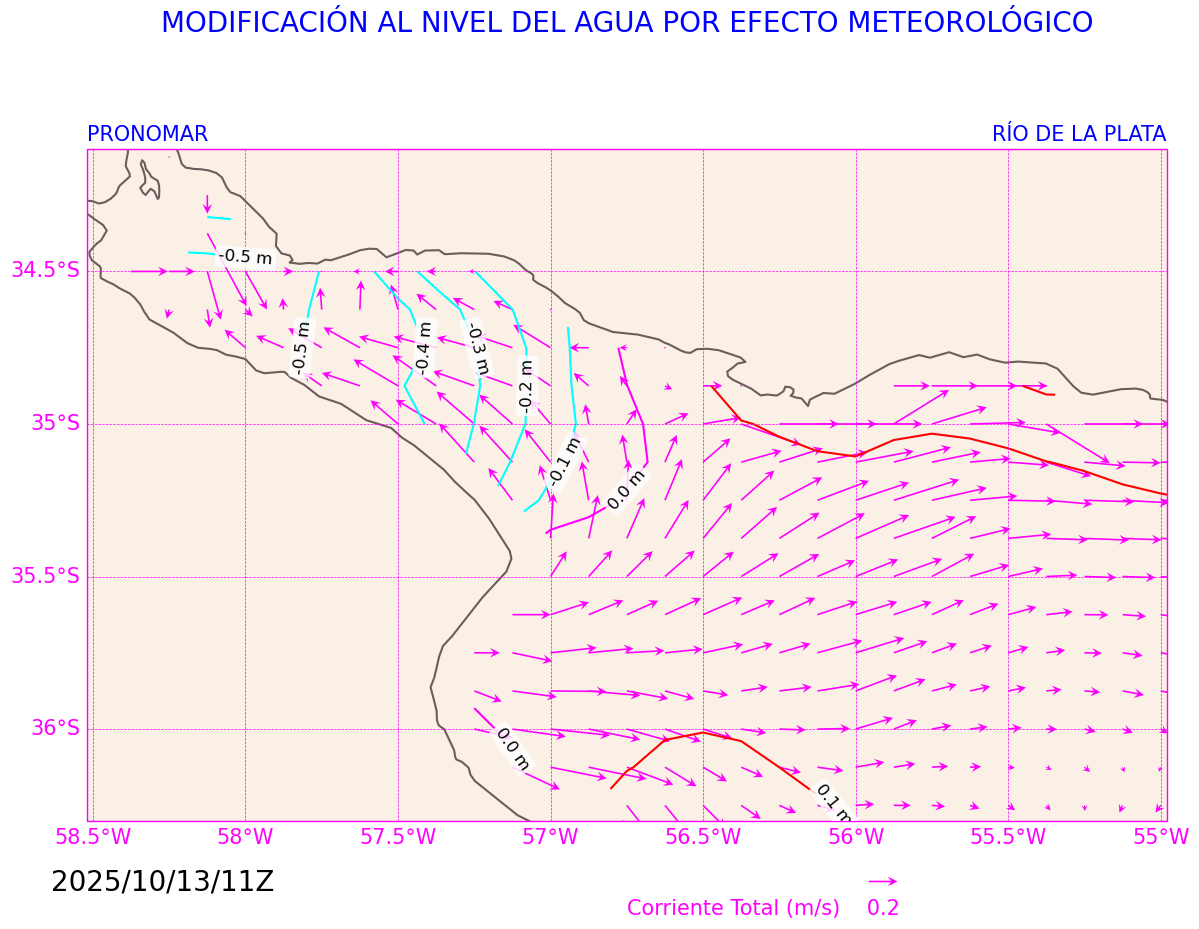 MODIFICACIÓN AL NIVEL DEL AGUA POR EFECTO METEOROLÓGICO
PRONOMAR
RÍO DE LA PLATA
-0.5 m
34.5°S
-0.5 m
-0.4 m
-0.3 m
-0.2 m
35°S
-0.1 m
0.0 m
35.5°S
36°S
0.0 m
0.1 m
58.5°W
58°W
57.5°W
57°W
56.5°W
56°W
55.5°W
55°W
2025/10/13/11Z
Corriente Total (m/s)
0.2